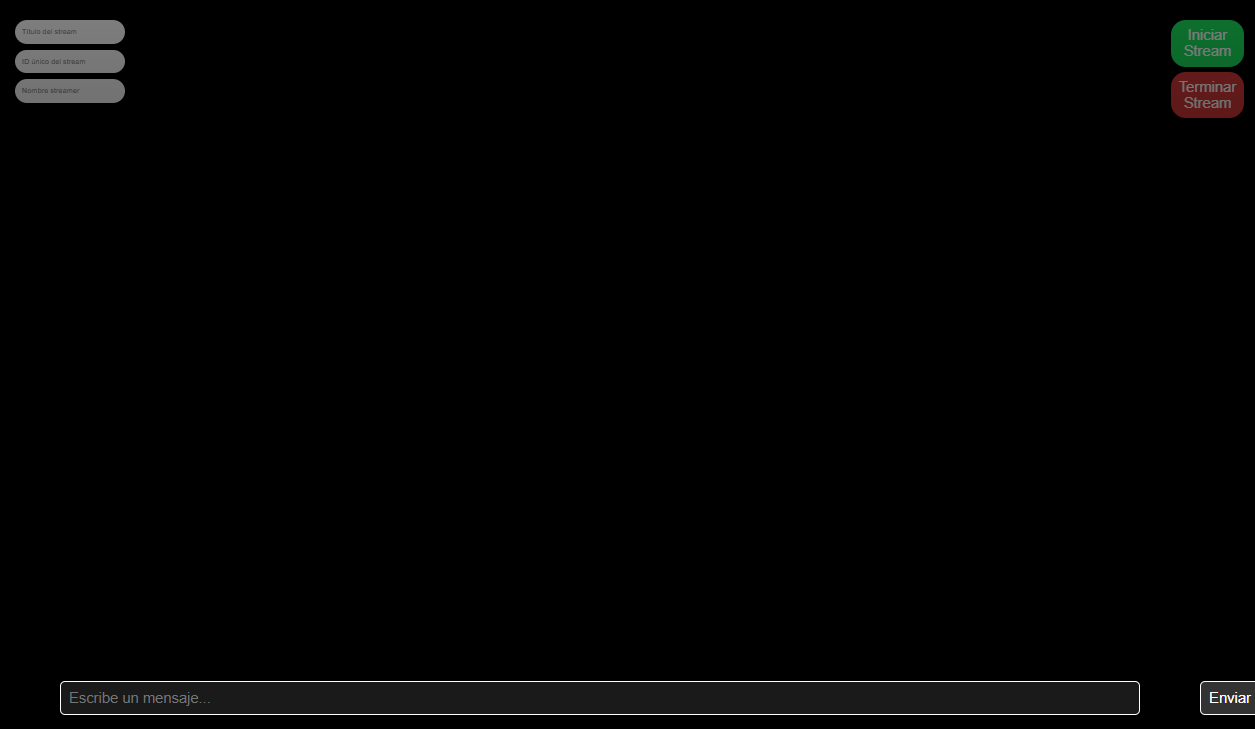 Título del stream
ID único del stream
Nombre streamer
Iniciar
Stream
Terminar
Stream
Escribe un mensaje...
Enviar